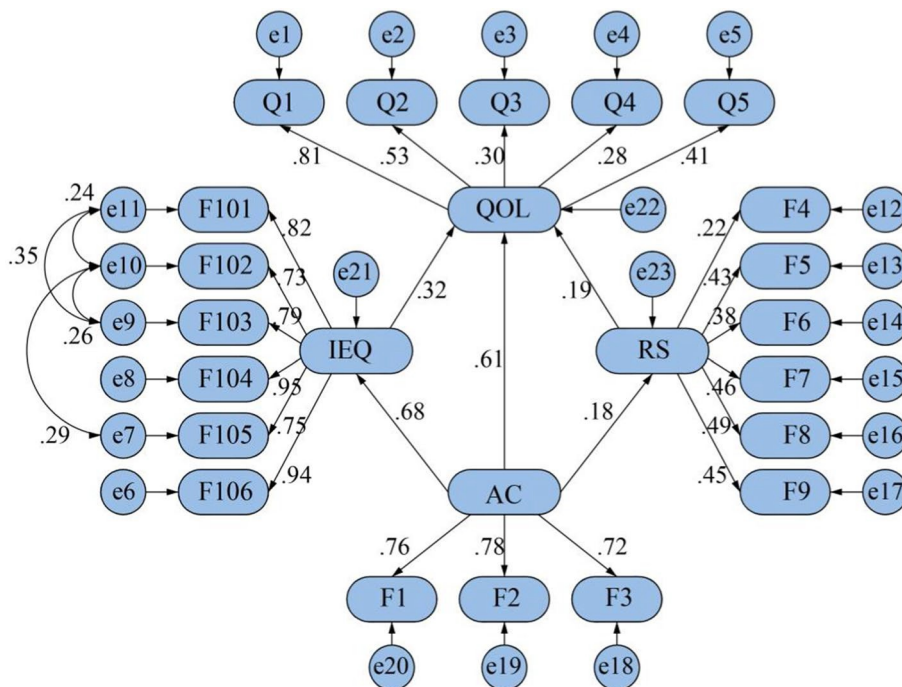 e1 e2 e3 e4 e5
Q1 Q2 Q3 Q4 Q5
.81 .53 .30 .28 .41
.24 e11 F101 QOL e22 F4 e12
.82 .22
.35 e10 F102 e21 e23 F5 e13
.73 .32 .19 .43
.26 e9 F103 .79 .38 F6 e14
IEQ RS
e8 F104 .95 .61 .46 F7 e15
.68 .18
.29 e7 F105 .75 .49 F8 e16
e6 F106 .94 AC .45 F9 e17
.76 .78 .72
F1 F2 F3
e20 e19 e18